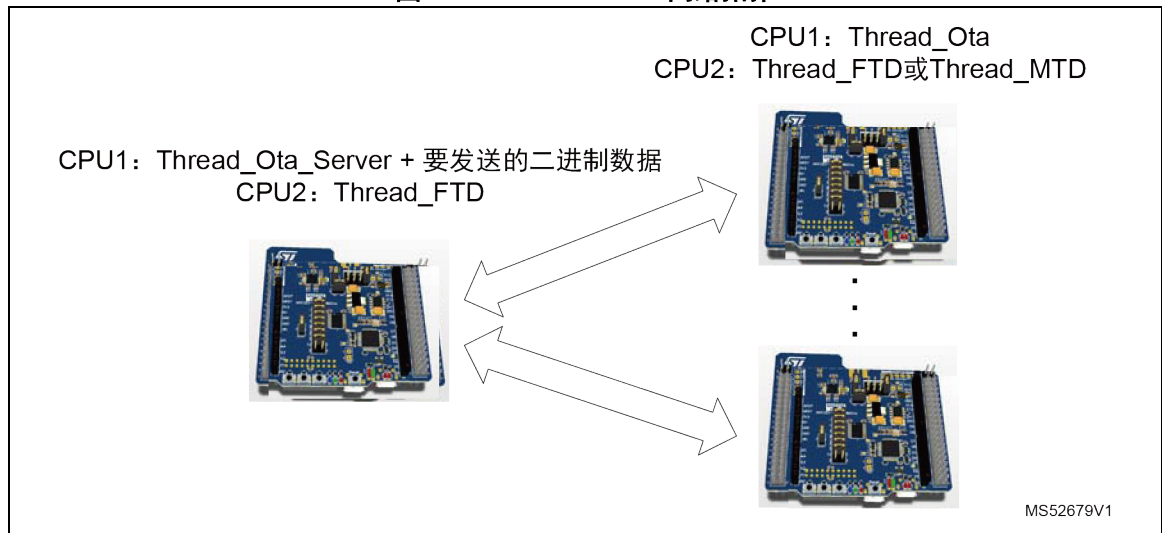 CPU1：Thread_Ota
CPU2：Thread_FTD或Thread_MTD
CPU1：Thread_Ota_Server + 要发送的二进制数据
CPU2：Thread_FTD
MS52679V1